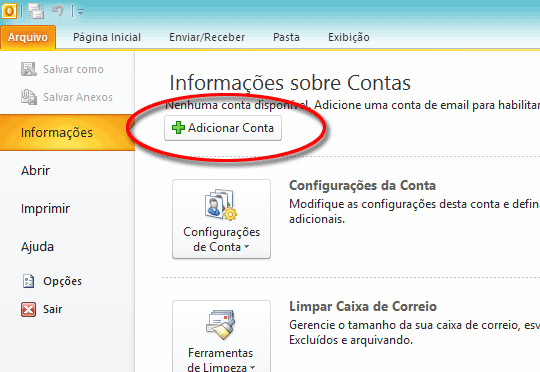 Arquivo Página Inicial Enviar/Receber Pasta Exibição
Salvar como
Salvar Anexos
Informações
Abrir
Imprimir
Ajuda
Opções
Sair
Informações sobre Contas
Nenhuma conta disponível. Adicione uma conta de email para habilitar
Adicionar Conta
Configurações
de Conta
Configurações da Conta
Modifique as configurações desta conta e defina
adicionais.
Ferramentas
de Limpeza
Limpar Caixa de Correio
Gerencie o tamanho da sua caixa de correio, esv
Excluídos e arquivando.